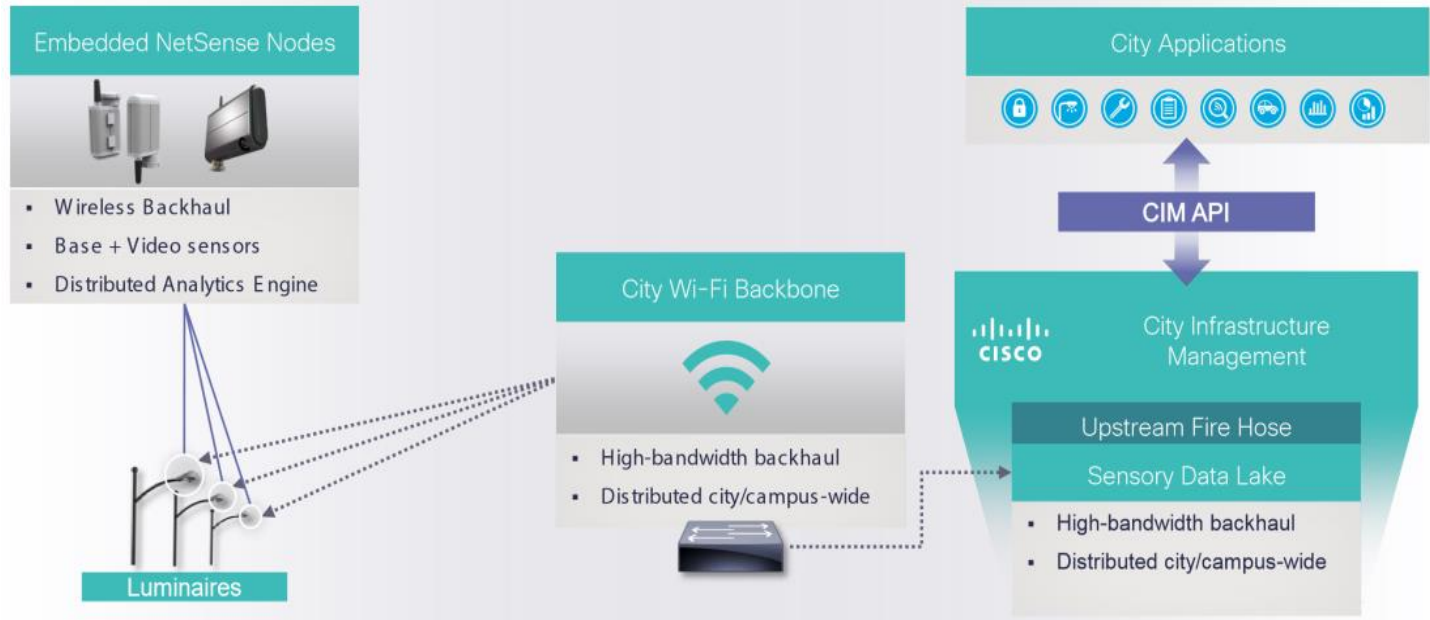 Embedded NetSense Nodes
▪ Wireless Backhaul
▪ Base + Video sensors
▪ Distributed Analytics Engine
Luminaires
City Wi-Fi Backbone
▪ High-bandwidth backhaul
▪ Distributed city/campus-wide
City Applications
CIM API
CISCO
City Infrastructure
Management
Upstream Fire Hose
Sensory Data Lake
▪ High-bandwidth backhaul
▪ Distributed city/campus-wide